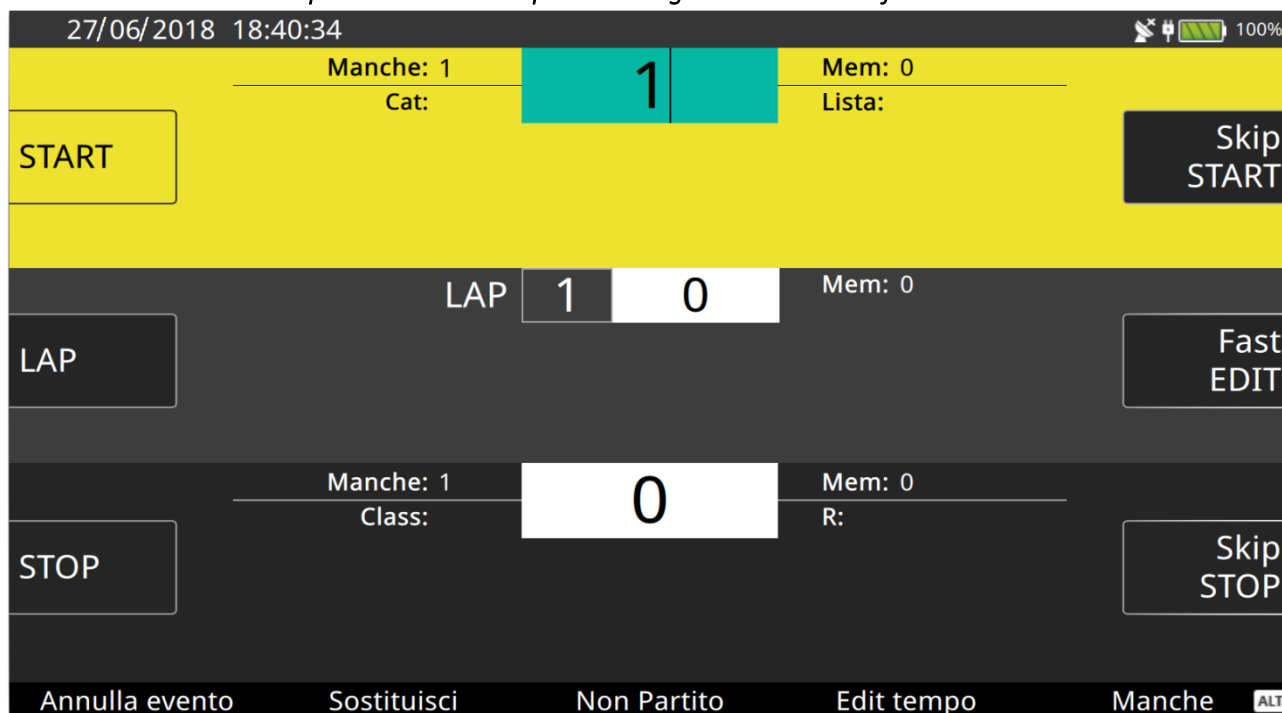 27/06/2018 18:40:34 100%
Manche: 1 1 Mem: 0
Cat: Lista:
START
Skip
START
LAP 1 0 Mem: 0
LAP
Fast
EDIT
Manche: 1 0 Mem: 0
Class: R:
STOP
Skip
STOP
Annulla evento Sostituisci Non Partito Edit tempo Manche ALT